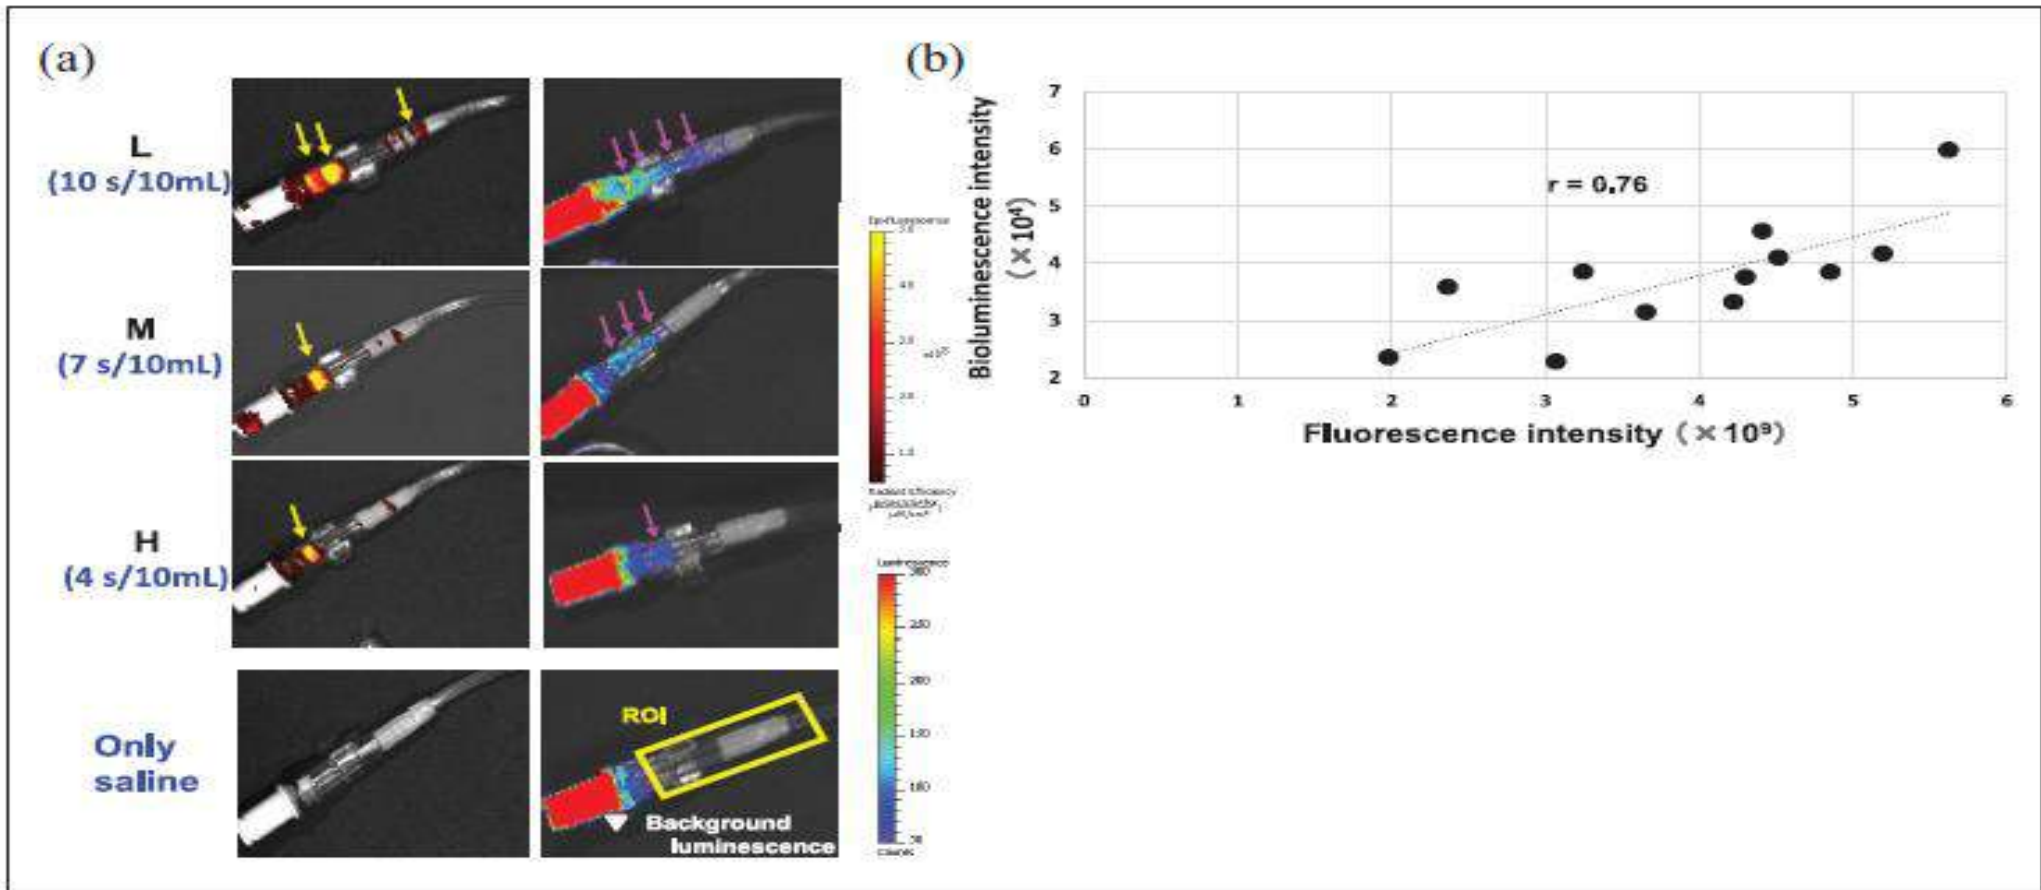 (a)
L
(10 s/10mL)
M
(7 s/10mL)
H
(4 s/10mL)
Only
saline
ROI
Background
luminescence
Luminescence
(b)
Bioluminescence intensity
(×10⁴)
7
6
5
4
3
2
r = 0.76
0 1 2 3 4 5 6
Fluorescence intensity (×10⁹)